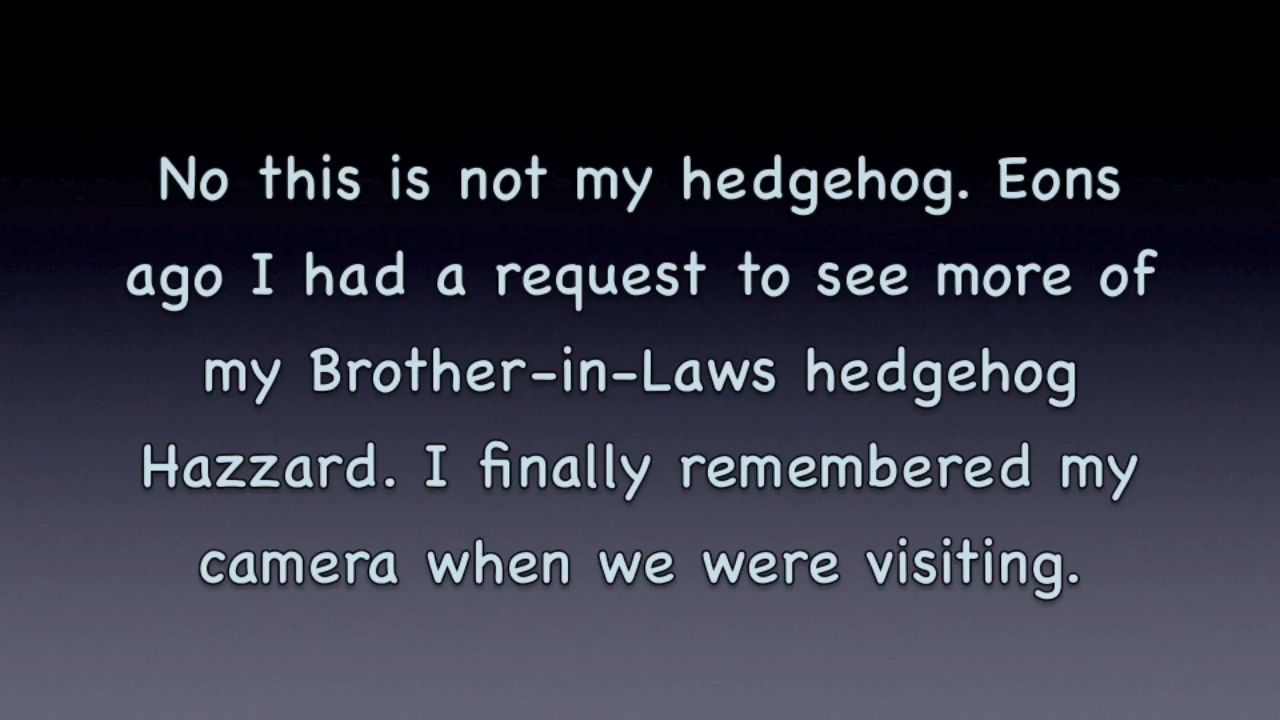 No this is not my hedgehog. Eons
ago I had a request to see more of
my Brother-in-Laws hedgehog
Hazzard. I finally remembered my
camera when we were visiting.